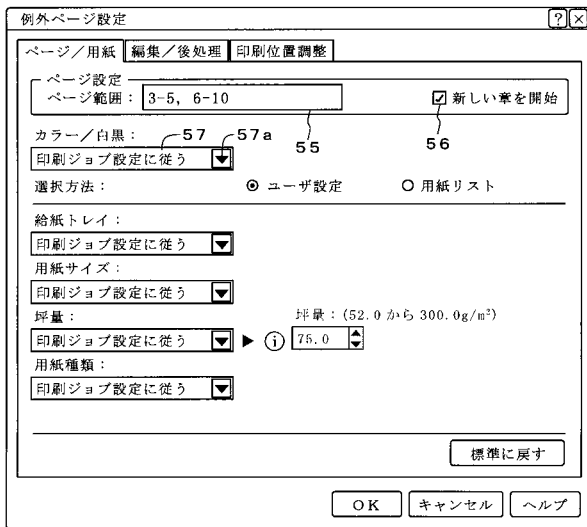 例外ページ設定 ? ×
ページ／用紙 編集／後処理 印刷位置調整
ページ設定
ページ範囲： 3-5, 6-10 新しい章を開始
カラー／白黒： 57 57a 55 56
印刷ジョブ設定に従う
選択方法： ユーザ設定 用紙リスト
給紙トレイ：
印刷ジョブ設定に従う
用紙サイズ：
印刷ジョブ設定に従う
坪量： 坪量：(52.0 から 300.0g/m²)
印刷ジョブ設定に従う i 75.0
用紙種類：
印刷ジョブ設定に従う
標準に戻す
OK キャンセル ヘルプ